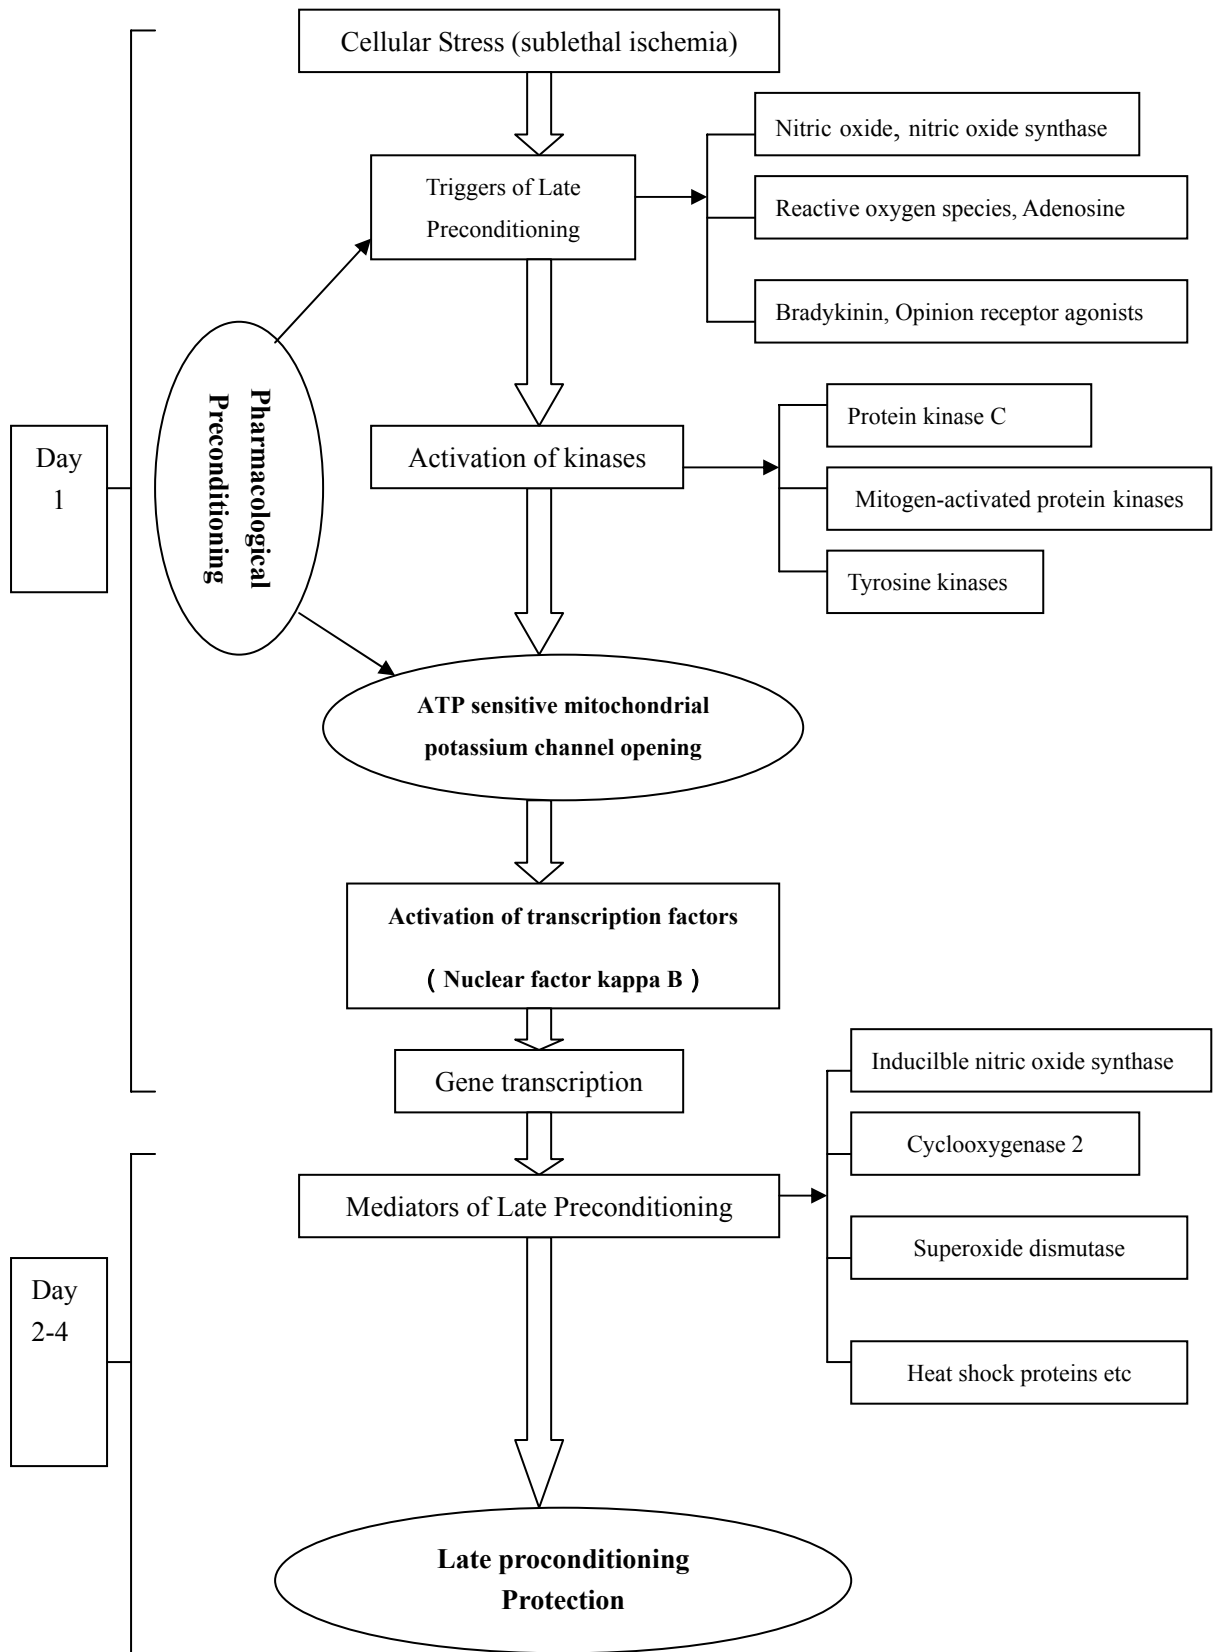 Cellular Stress (sublethal ischemia)
Nitric oxide, nitric oxide synthase
Triggers of Late
Preconditioning
Reactive oxygen species, Adenosine
Bradykinin, Opinion receptor agonists
Pharmacological
Preconditioning
Day
1
Activation of kinases
Protein kinase C
Mitogen-activated protein kinases
Tyrosine kinases
ATP sensitive mitochondrial
potassium channel opening
Activation of transcription factors
( Nuclear factor kappa B )
Gene transcription
Inducilble nitric oxide synthase
Cyclooxygenase 2
Mediators of Late Preconditioning
Superoxide dismutase
Day
2-4
Heat shock proteins etc
Late proconditioning
Protection